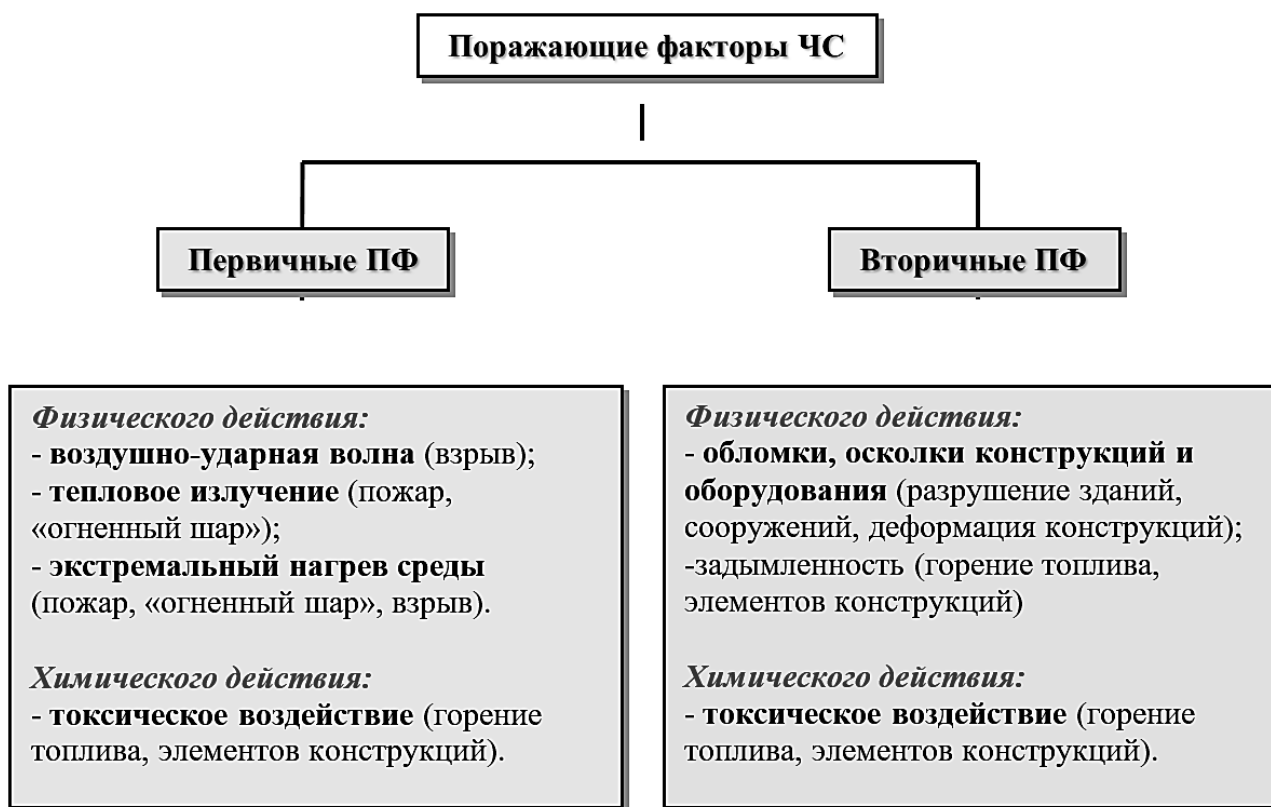 Поражающие факторы ЧС
Первичные ПФ
Вторичные ПФ
Физического действия:
- воздушно-ударная волна (взрыв);
- тепловое излучение (пожар,
«огненный шар»);
- экстремальный нагрев среды
(пожар, «огненный шар», взрыв).
Химического действия:
- токсическое воздействие (горение
топлива, элементов конструкций).
Физического действия:
- обломки, осколки конструкций и
оборудования (разрушение зданий,
сооружений, деформация конструкций);
-задымленность (горение топлива,
элементов конструкций)
Химического действия:
- токсическое воздействие (горение
топлива, элементов конструкций).